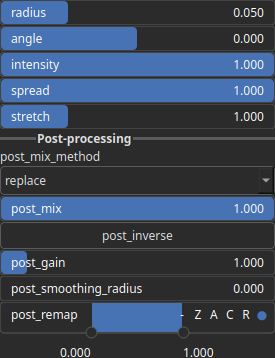 radius 0.050
angle 0.000
intensity 1.000
spread 1.000
stretch 1.000
Post-processing
post_mix_method
replace
post_mix 1.000
post_inverse
post_gain 1.000
post_smoothing_radius 0.000
post_remap - Z A C R
0.000 1.000